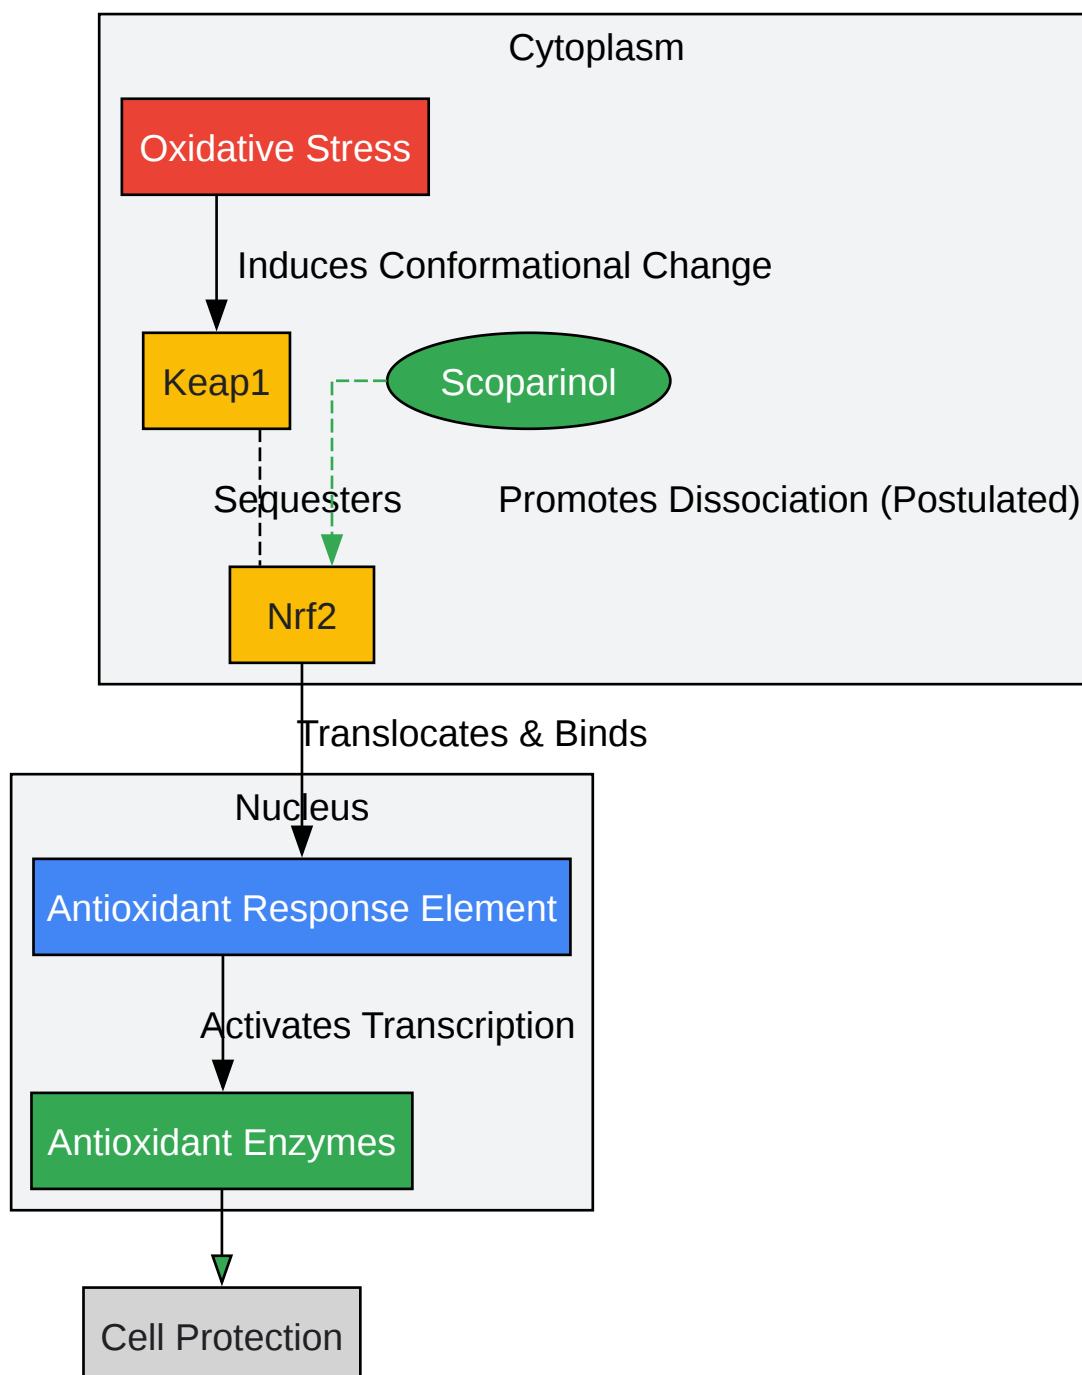 Cytoplasm
Oxidative Stress
Induces Conformational Change
Keap1
Scoparinol
Sequesters
Promotes Dissociation (Postulated)
Nrf2
Translocates & Binds
Nucleus
Antioxidant Response Element
Activates Transcription
Antioxidant Enzymes
Cell Protection